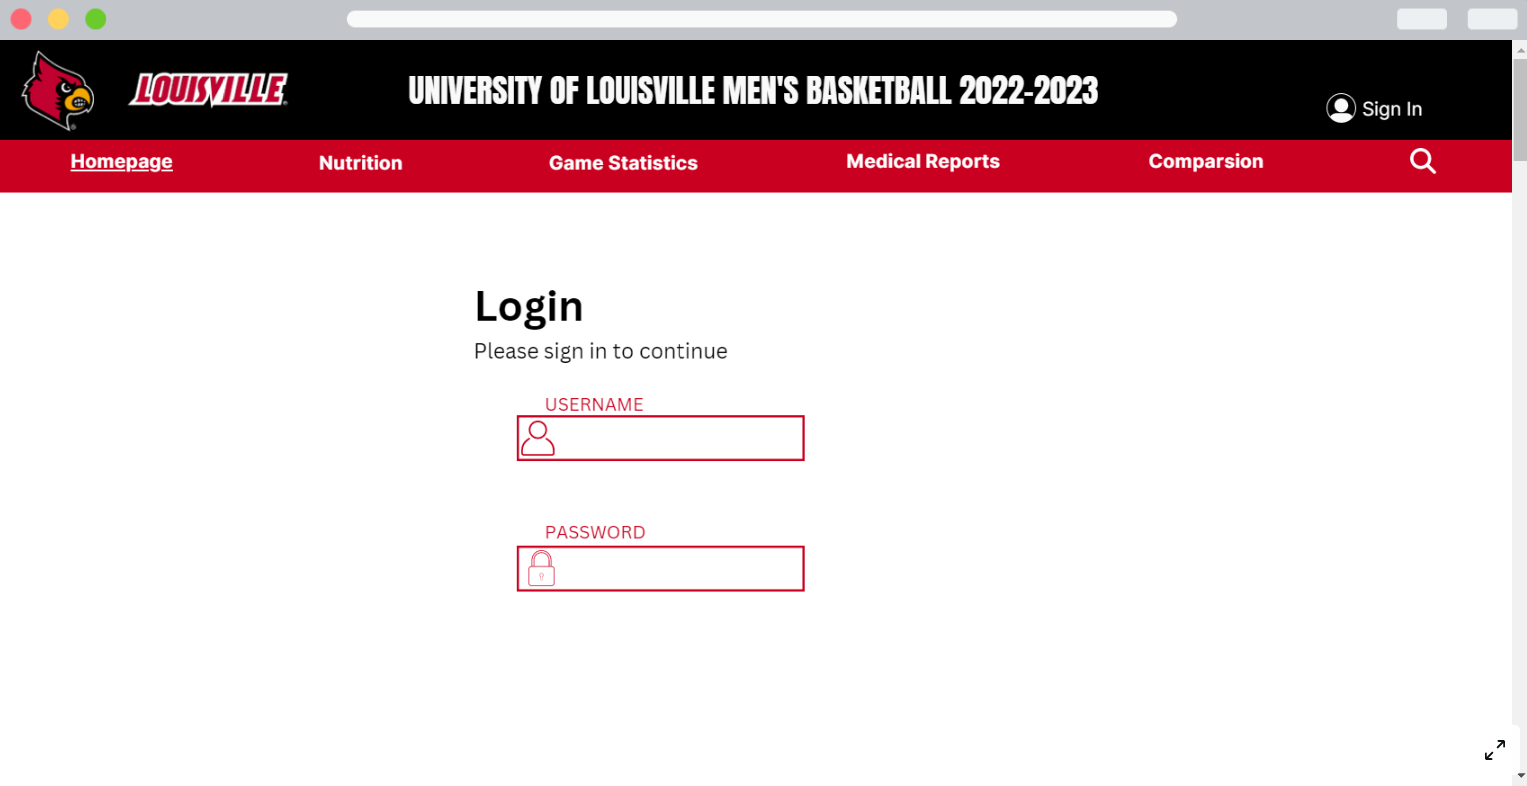 LOUISVILLE
UNIVERSITY OF LOUISVILLE MEN'S BASKETBALL 2022-2023
Sign In
Homepage
Nutrition
Game Statistics
Medical Reports
Comparsion
Login
Please sign in to continue
USERNAME
PASSWORD